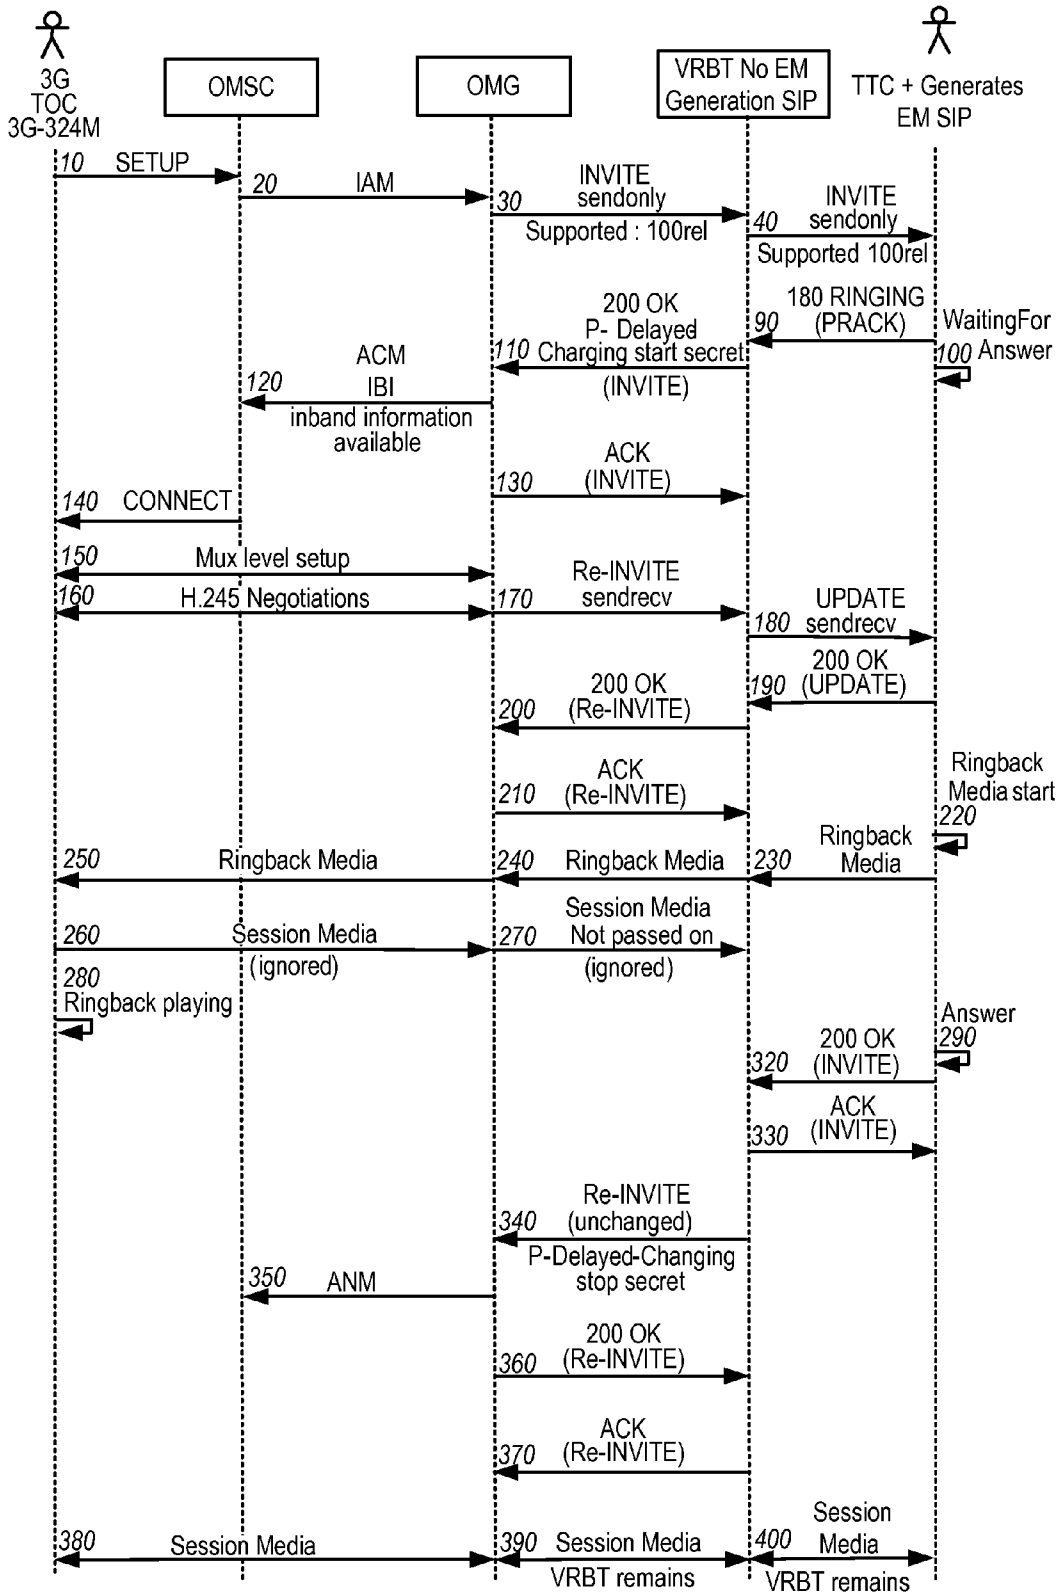 3G
TOC
3G-324M
OMSC
OMG
VRBT No EM
Generation SIP
TTC + Generates
EM SIP
10 SETUP
20 IAM
30 INVITE
sendonly
Supported : 100rel
40 INVITE
sendonly
Supported 100rel
180 RINGING
90 (PRACK)
WaitingFor
100 Answer
200 OK
P- Delayed
110 Charging start secret
(INVITE)
ACM
120 IBI
inband information
available
ACK
130 (INVITE)
140 CONNECT
150 Mux level setup
160 H.245 Negotiations
Re-INVITE
170 sendrecv
UPDATE
180 sendrecv
200 OK
190 (UPDATE)
200 OK
200 (Re-INVITE)
ACK
210 (Re-INVITE)
Ringback
Media start
220
Ringback
230 Media
240 Ringback Media
250 Ringback Media
260 Session Media
(ignored)
Session Media
270 Not passed on
(ignored)
280
Ringback playing
Answer
290
200 OK
320 (INVITE)
ACK
330 (INVITE)
Re-INVITE
340 (unchanged)
P-Delayed-Changing
stop secret
350 ANM
200 OK
360 (Re-INVITE)
ACK
370 (Re-INVITE)
380 Session Media
390 Session Media
VRBT remains
Session
400 Media
VRBT remains